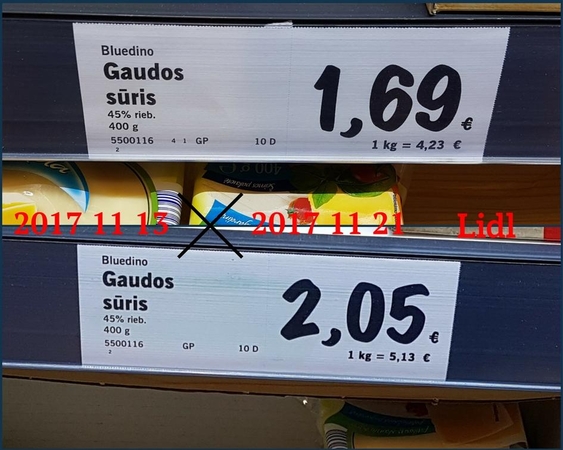 Bluedino
Gaudos
sūris
45% rieb.
400 g
5500116 4 1 GP 10 D
2
1,69 €
1 kg = 4,23 €
400 g
2017 11 13 2017 11 21 Lidl
Bluedino
Gaudos
sūris
45% rieb.
400 g
5500116 GP 10 D
2
2,05 €
1 kg = 5,13 €